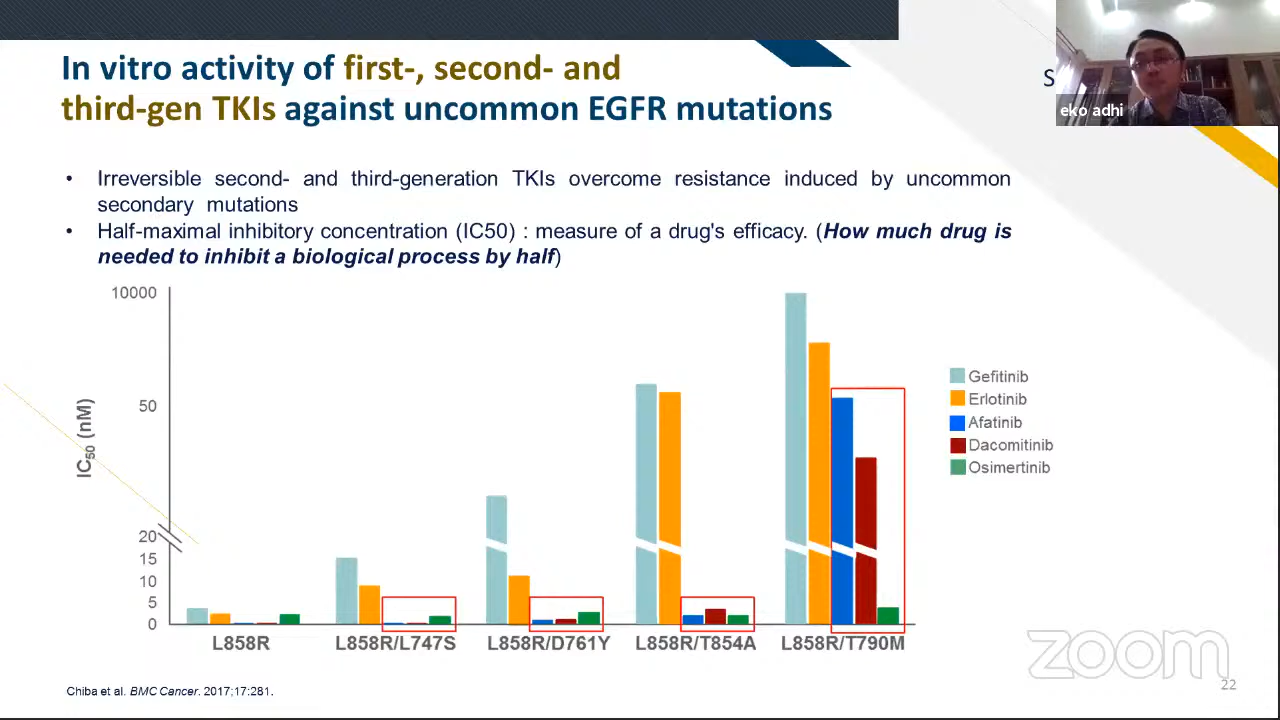 In vitro activity of first-, second- and
third-gen TKIs against uncommon EGFR mutations
S
eko adhi
• Irreversible second- and third-generation TKIs overcome resistance induced by uncommon
secondary mutations
• Half-maximal inhibitory concentration (IC50) : measure of a drug's efficacy. (How much drug is
needed to inhibit a biological process by half)
10000
50
20
15
10
5
0
IC50 (nM)
L858R
L858R/L747S
L858R/D761Y
L858R/T854A
L858R/T790M
Gefitinib
Erlotinib
Afatinib
Dacomitinib
Osimertinib
zoom
Chiba et al. BMC Cancer. 2017;17:281.
22